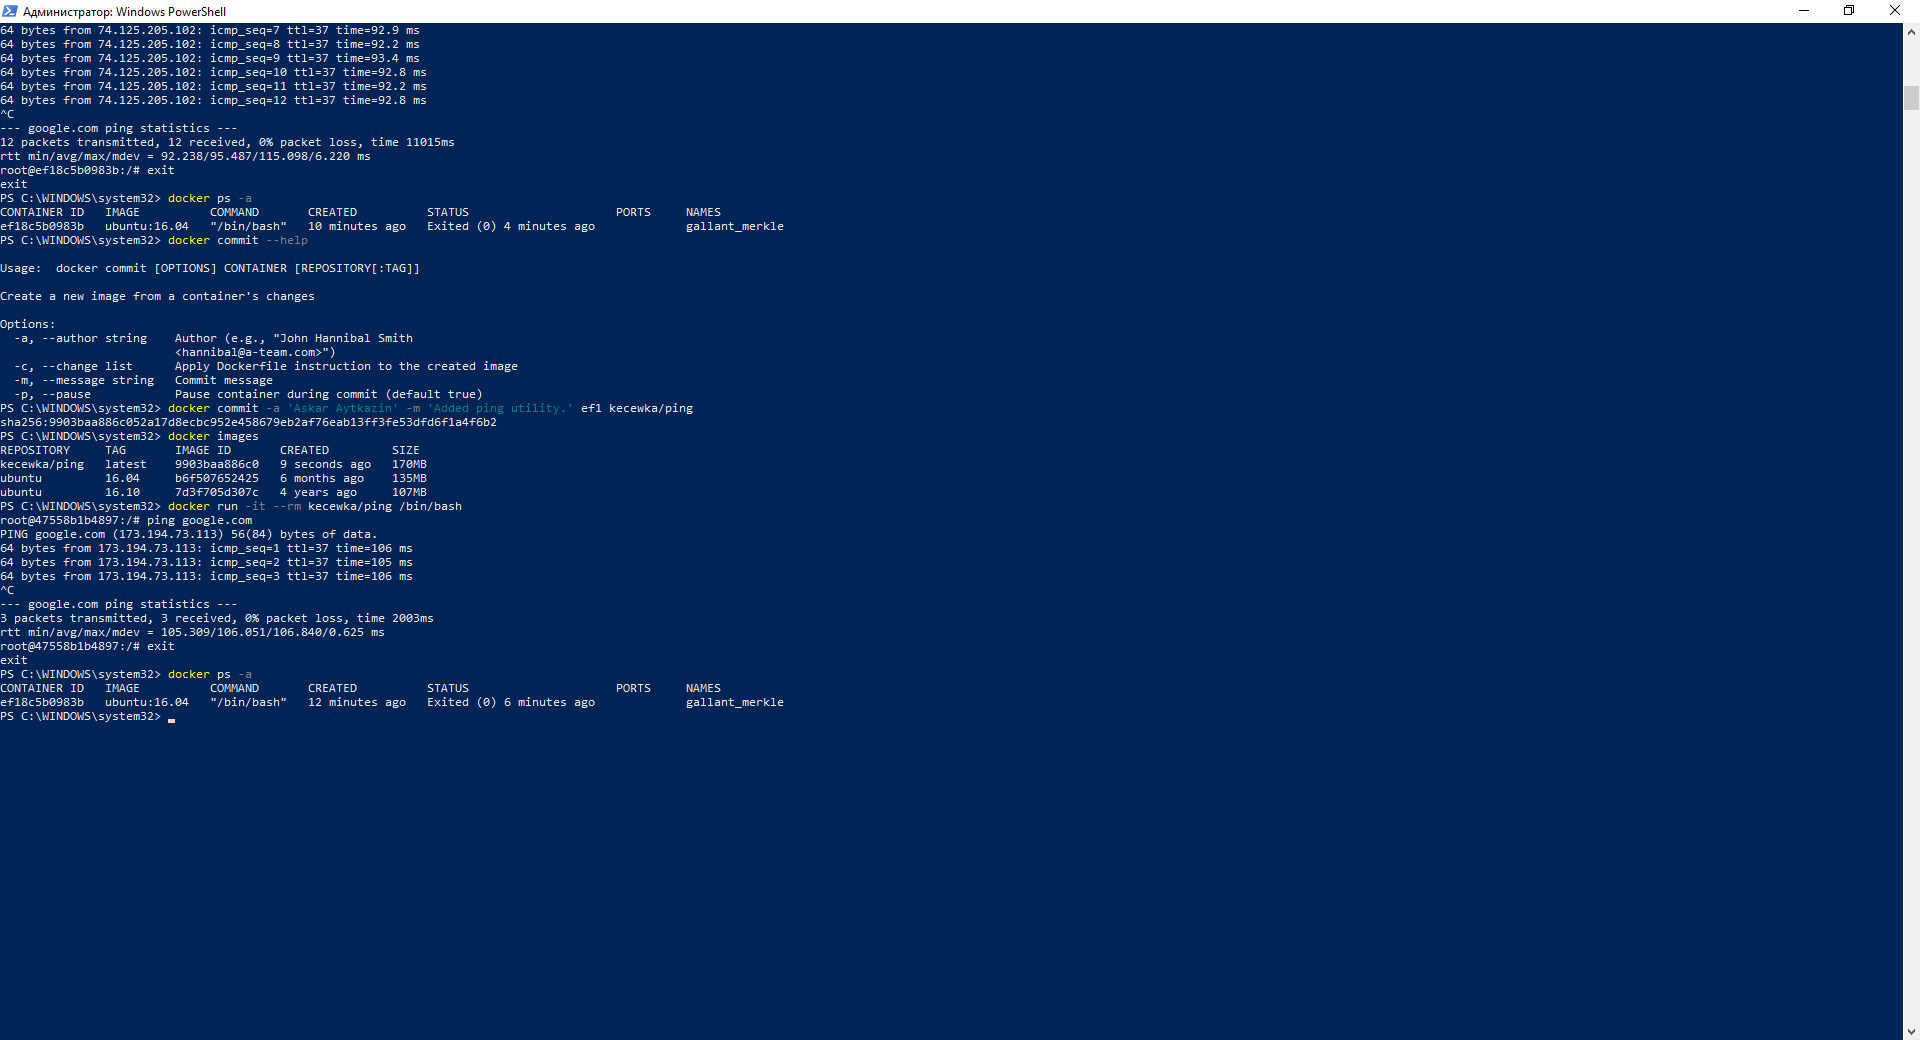 Администратор: Windows PowerShell
64 bytes from 74.125.205.102: icmp_seq=7 ttl=37 time=92.9 ms
64 bytes from 74.125.205.102: icmp_seq=8 ttl=37 time=92.2 ms
64 bytes from 74.125.205.102: icmp_seq=9 ttl=37 time=93.4 ms
64 bytes from 74.125.205.102: icmp_seq=10 ttl=37 time=92.8 ms
64 bytes from 74.125.205.102: icmp_seq=11 ttl=37 time=92.2 ms
64 bytes from 74.125.205.102: icmp_seq=12 ttl=37 time=92.8 ms
^C
--- google.com ping statistics ---
12 packets transmitted, 12 received, 0% packet loss, time 11015ms
rtt min/avg/max/mdev = 92.238/95.487/115.098/6.220 ms
root@ef18c5b0983b:/# exit
exit
PS C:\WINDOWS\system32> docker ps -a
CONTAINER ID   IMAGE          COMMAND       CREATED          STATUS                     PORTS     NAMES
ef18c5b0983b   ubuntu:16.04   "/bin/bash"   10 minutes ago   Exited (0) 4 minutes ago             gallant_merkle
PS C:\WINDOWS\system32> docker commit --help
Usage:  docker commit [OPTIONS] CONTAINER [REPOSITORY[:TAG]]
Create a new image from a container's changes
Options:
  -a, --author string    Author (e.g., "John Hannibal Smith
                         <hannibal@a-team.com>")
  -c, --change list      Apply Dockerfile instruction to the created image
  -m, --message string   Commit message
  -p, --pause            Pause container during commit (default true)
PS C:\WINDOWS\system32> docker commit -a 'Askar Aytkazin' -m 'Added ping utility.' ef1 kecewka/ping
sha256:9903baa886c052a17d8ecbc952e458679eb2af76eab13ff3fe53dfd6f1a4f6b2
PS C:\WINDOWS\system32> docker images
REPOSITORY     TAG       IMAGE ID       CREATED         SIZE
kecewka/ping   latest    9903baa886c0   9 seconds ago   170MB
ubuntu         16.04     b6f507652425   6 months ago    135MB
ubuntu         16.10     7d3f705d307c   4 years ago     107MB
PS C:\WINDOWS\system32> docker run -it --rm kecewka/ping /bin/bash
root@47558b1b4897:/# ping google.com
PING google.com (173.194.73.113) 56(84) bytes of data.
64 bytes from 173.194.73.113: icmp_seq=1 ttl=37 time=106 ms
64 bytes from 173.194.73.113: icmp_seq=2 ttl=37 time=105 ms
64 bytes from 173.194.73.113: icmp_seq=3 ttl=37 time=106 ms
^C
--- google.com ping statistics ---
3 packets transmitted, 3 received, 0% packet loss, time 2003ms
rtt min/avg/max/mdev = 105.309/106.051/106.840/0.625 ms
root@47558b1b4897:/# exit
exit
PS C:\WINDOWS\system32> docker ps -a
CONTAINER ID   IMAGE          COMMAND       CREATED          STATUS                     PORTS     NAMES
ef18c5b0983b   ubuntu:16.04   "/bin/bash"   12 minutes ago   Exited (0) 6 minutes ago             gallant_merkle
PS C:\WINDOWS\system32>